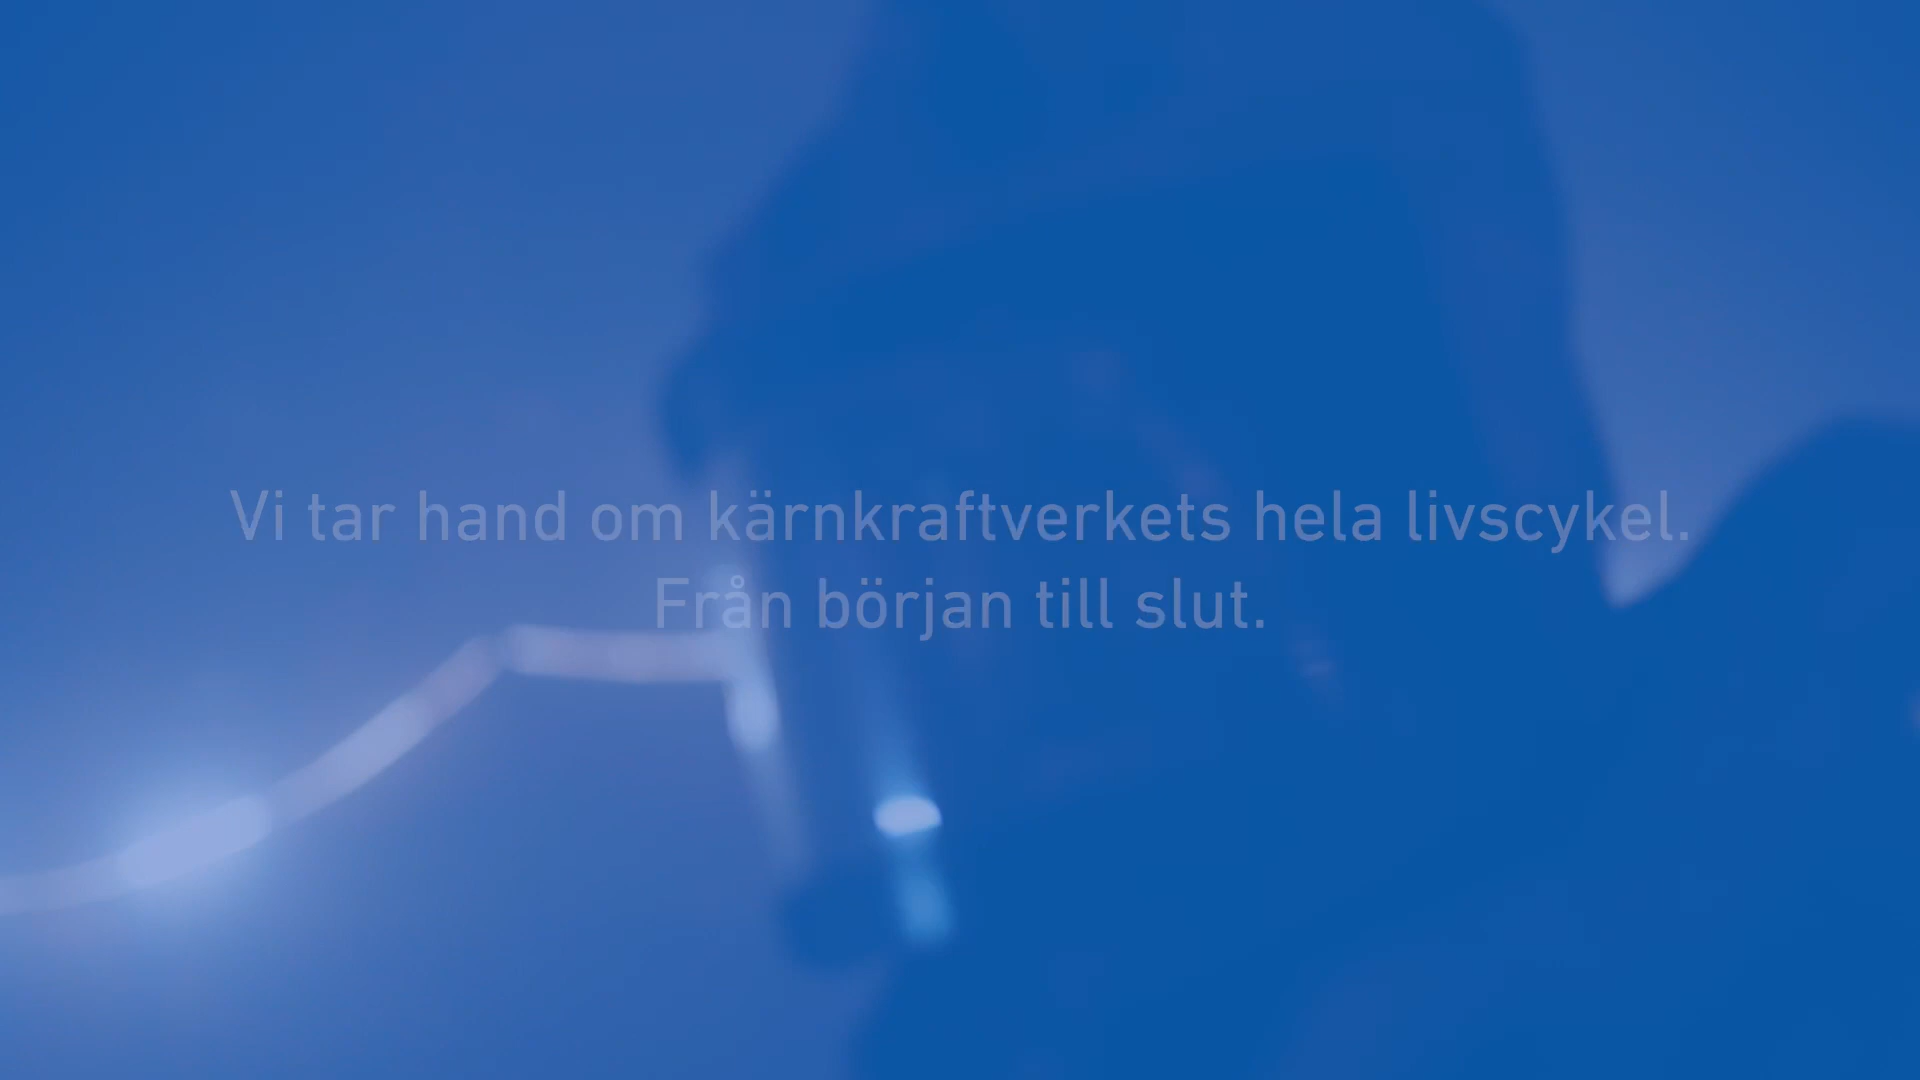 Vi tar hand om kärnkraftverkets hela livscykel.
Från början till slut.